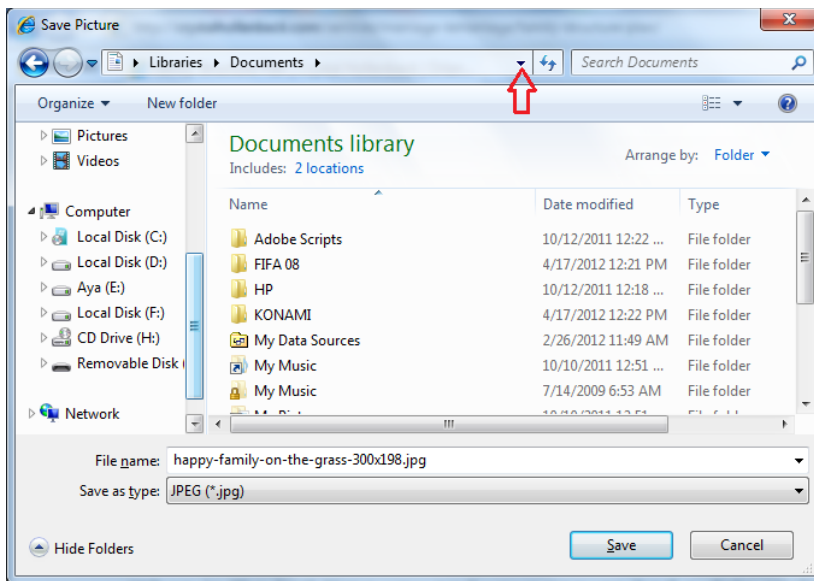 Save Picture
Libraries Documents Search Documents
Organize New folder
Pictures
Videos
Computer
Local Disk (C:)
Local Disk (D:)
Aya (E:)
Local Disk (F:)
CD Drive (H:)
Removable Disk (
Network
Documents library
Includes: 2 locations
Arrange by: Folder
Name Date modified Type
Adobe Scripts 10/12/2011 12:22 ... File folder
FIFA 08 4/17/2012 12:21 PM File folder
HP 10/12/2011 12:18 ... File folder
KONAMI 4/17/2012 12:22 PM File folder
My Data Sources 2/26/2012 11:49 AM File folder
My Music 10/10/2011 12:51 ... File folder
My Music 7/14/2009 6:53 AM File folder
File name: happy-family-on-the-grass-300x198.jpg
Save as type: JPEG (*.jpg)
Hide Folders Save Cancel